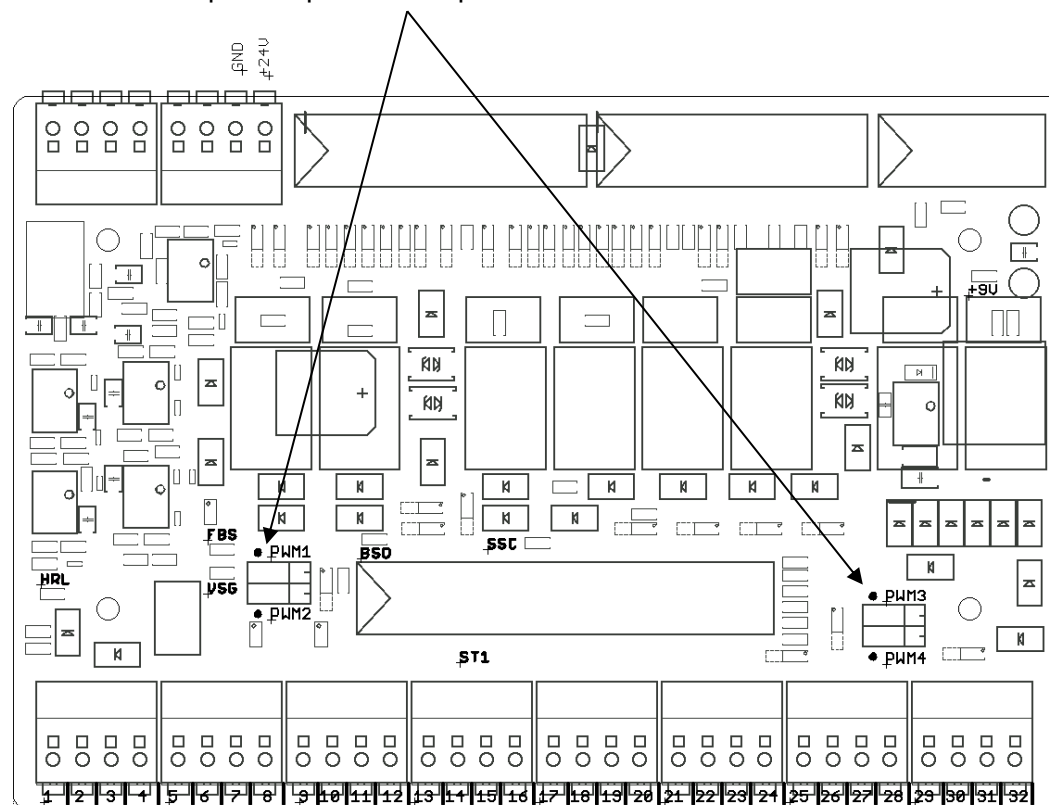 GND
+24V
+9V
FBS
PWM1
BSO
SSC
HRL
VSG
PWM2
PWM3
PWM4
ST1
1 2 3 4 5 6 7 8 9 10 11 12 13 14 15 16 17 18 19 20 21 22 23 24 25 26 27 28 29 30 31 32